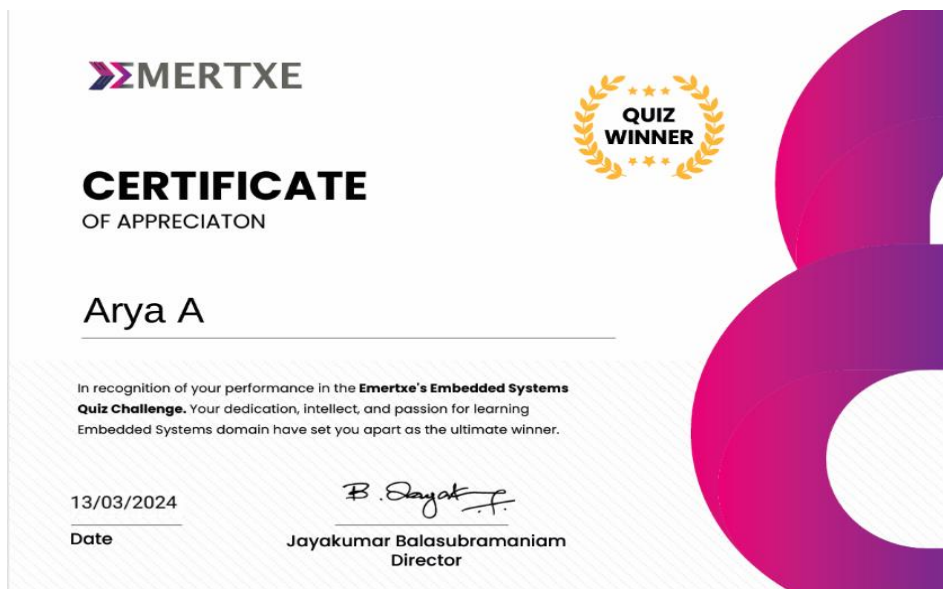 EMERTXE
QUIZ
WINNER
CERTIFICATE
OF APPRECIATON
Arya A
In recognition of your performance in the Emertxe's Embedded Systems
Quiz Challenge. Your dedication, intellect, and passion for learning
Embedded Systems domain have set you apart as the ultimate winner.
13/03/2024
Date
B. Jayak
Jayakumar Balasubramaniam
Director